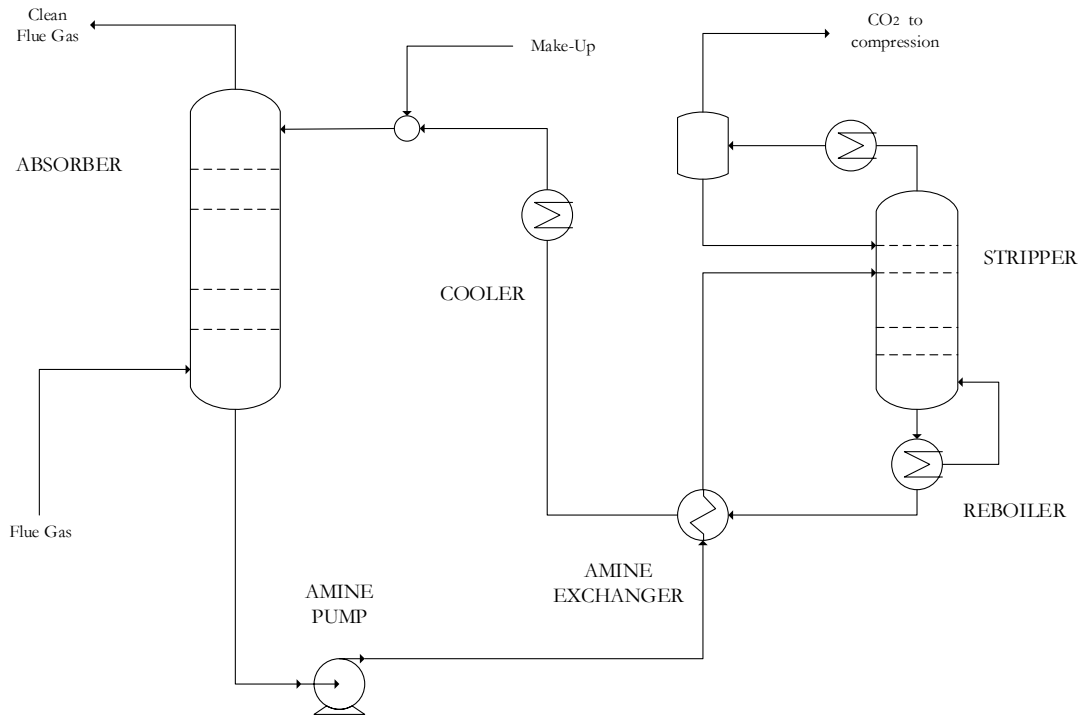 Clean
Flue Gas
CO2 to
compression
Make-Up
ABSORBER
STRIPPER
COOLER
Flue Gas
REBOILER
AMINE
EXCHANGER
AMINE
PUMP